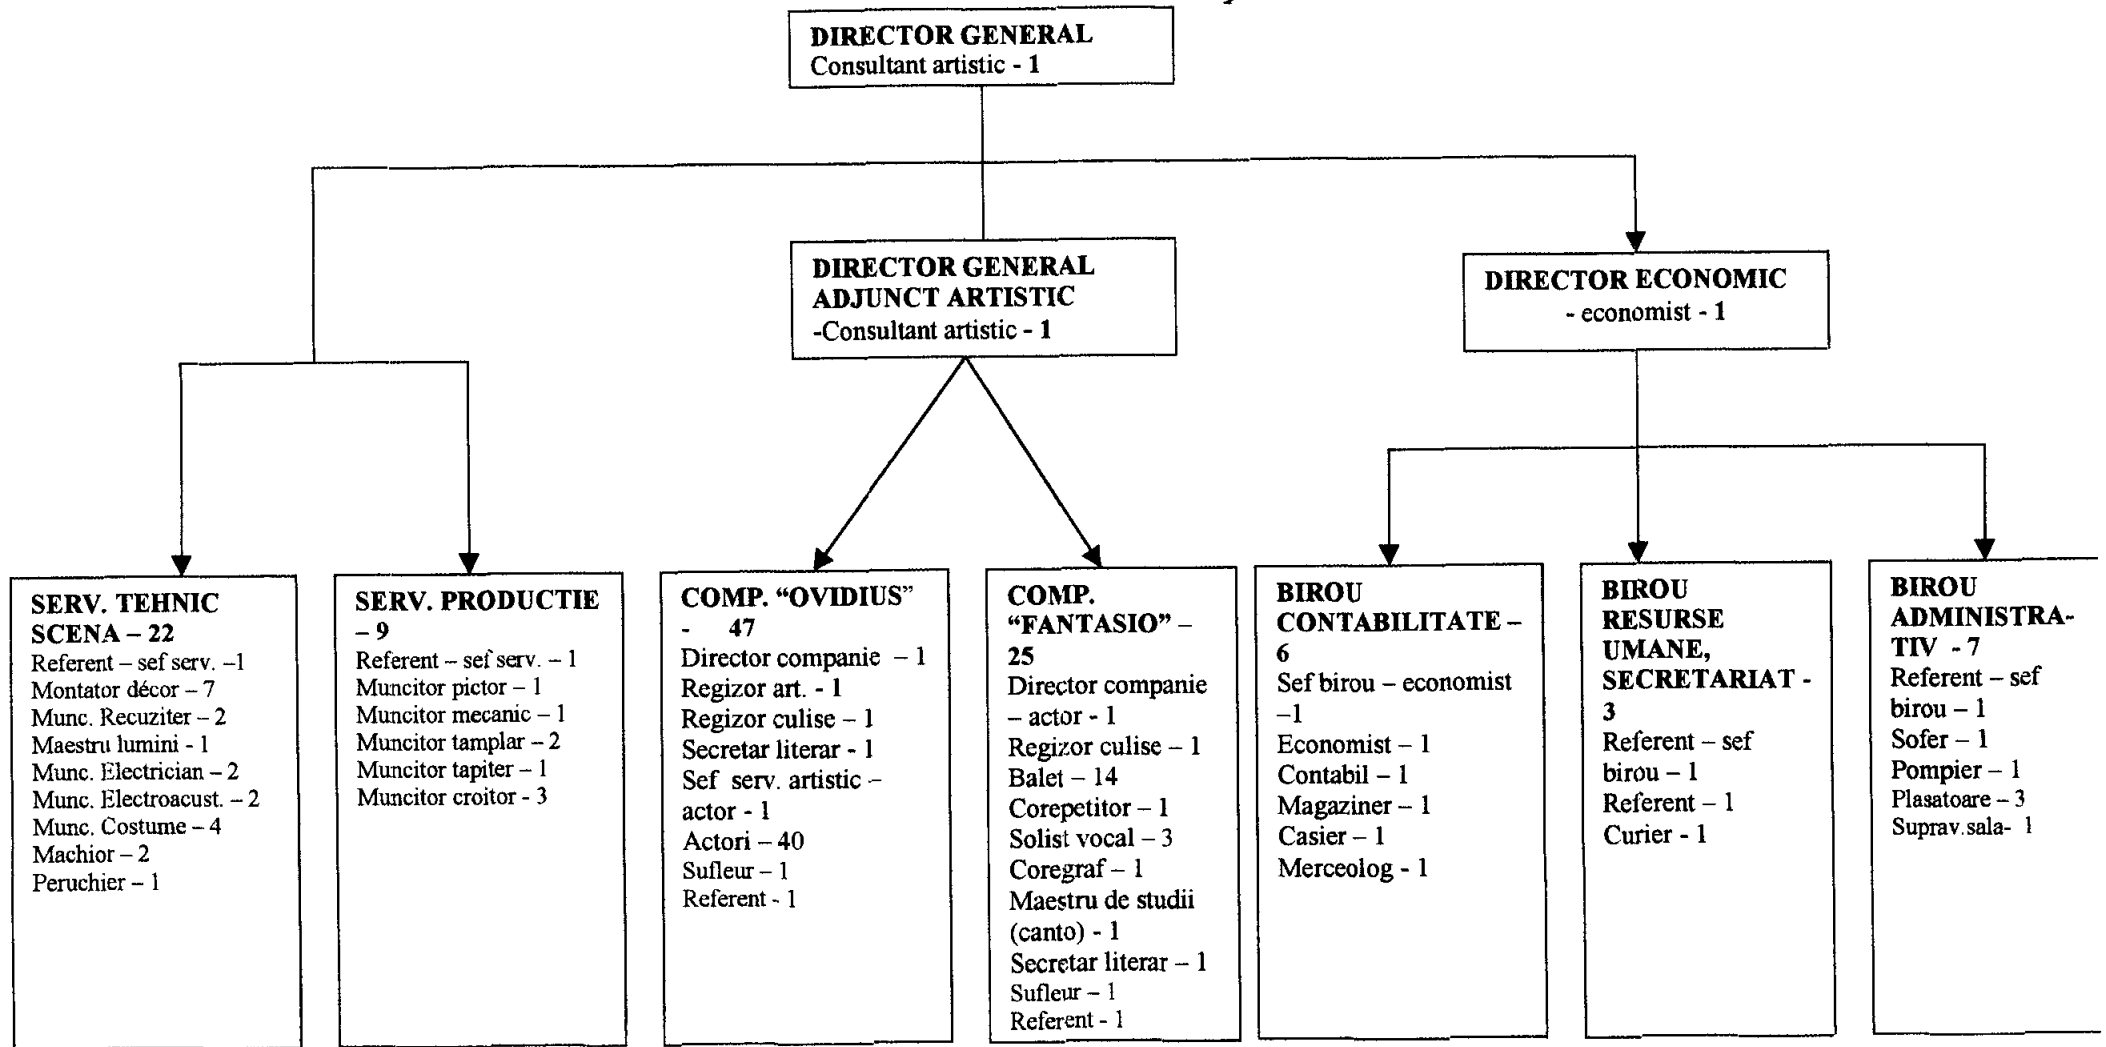 DIRECTOR GENERAL
Consultant artistic - 1
DIRECTOR GENERAL
ADJUNCT ARTISTIC
-Consultant artistic - 1
DIRECTOR ECONOMIC
- economist - 1
SERV. TEHNIC
SCENA – 22
Referent – sef serv. –1
Montator décor – 7
Munc. Recuziter – 2
Maestru lumini - 1
Munc. Electrician – 2
Munc. Electroacust. – 2
Munc. Costume – 4
Machior – 2
Peruchier – 1
SERV. PRODUCTIE
– 9
Referent – sef serv. – 1
Muncitor pictor – 1
Muncitor mecanic – 1
Muncitor tamplar – 2
Muncitor tapiter – 1
Muncitor croitor - 3
COMP. “OVIDIUS”
- 47
Director companie – 1
Regizor art. - 1
Regizor culise – 1
Secretar literar - 1
Sef serv. artistic –
actor - 1
Actori – 40
Sufleur – 1
Referent - 1
COMP.
“FANTASIO” –
25
Director companie
– actor - 1
Regizor culise – 1
Balet – 14
Corepetitor – 1
Solist vocal – 3
Coregraf – 1
Maestru de studii
(canto) - 1
Secretar literar – 1
Sufleur – 1
Referent - 1
BIROU
CONTABILITATE –
6
Sef birou – economist
–1
Economist – 1
Contabil – 1
Magaziner – 1
Casier – 1
Merceolog - 1
BIROU
RESURSE
UMANE,
SECRETARIAT -
3
Referent – sef
birou – 1
Referent – 1
Curier - 1
BIROU
ADMINISTRA-
TIV - 7
Referent – sef
birou – 1
Sofer – 1
Pompier – 1
Plasatoare – 3
Suprav.sala- 1